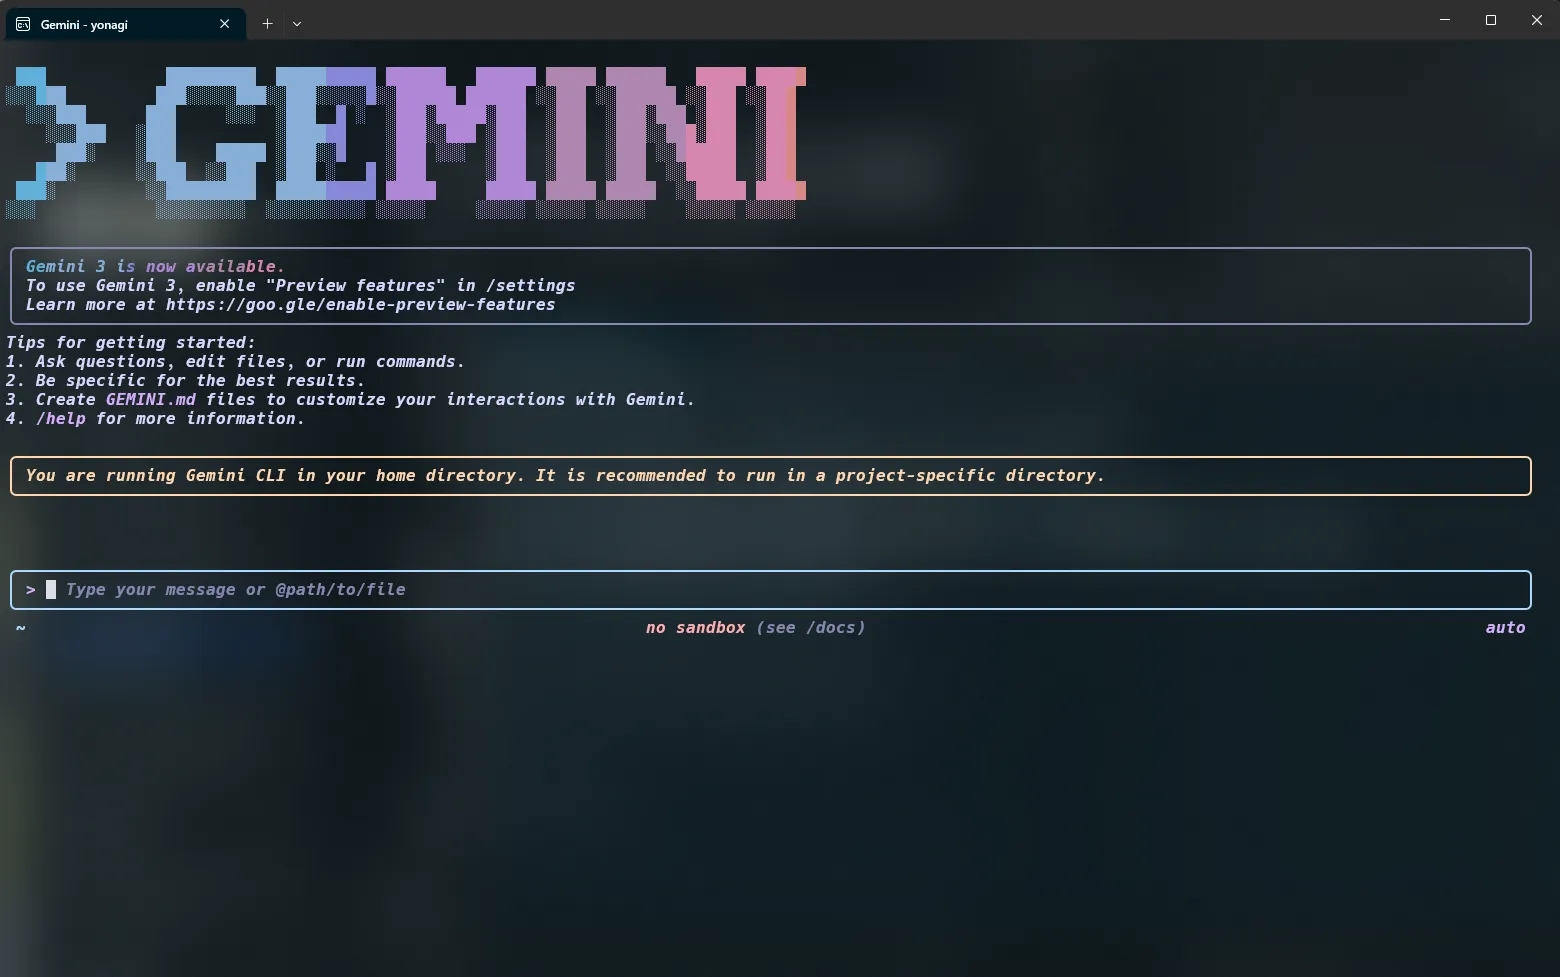 Gemini - yonagi
GEMINI
Gemini 3 is now available.
To use Gemini 3, enable "Preview features" in /settings
Learn more at https://goo.gle/enable-preview-features
Tips for getting started:
1. Ask questions, edit files, or run commands.
2. Be specific for the best results.
3. Create GEMINI.md files to customize your interactions with Gemini.
4. /help for more information.
You are running Gemini CLI in your home directory. It is recommended to run in a project-specific directory.
> Type your message or @path/to/file
~ no sandbox (see /docs) auto